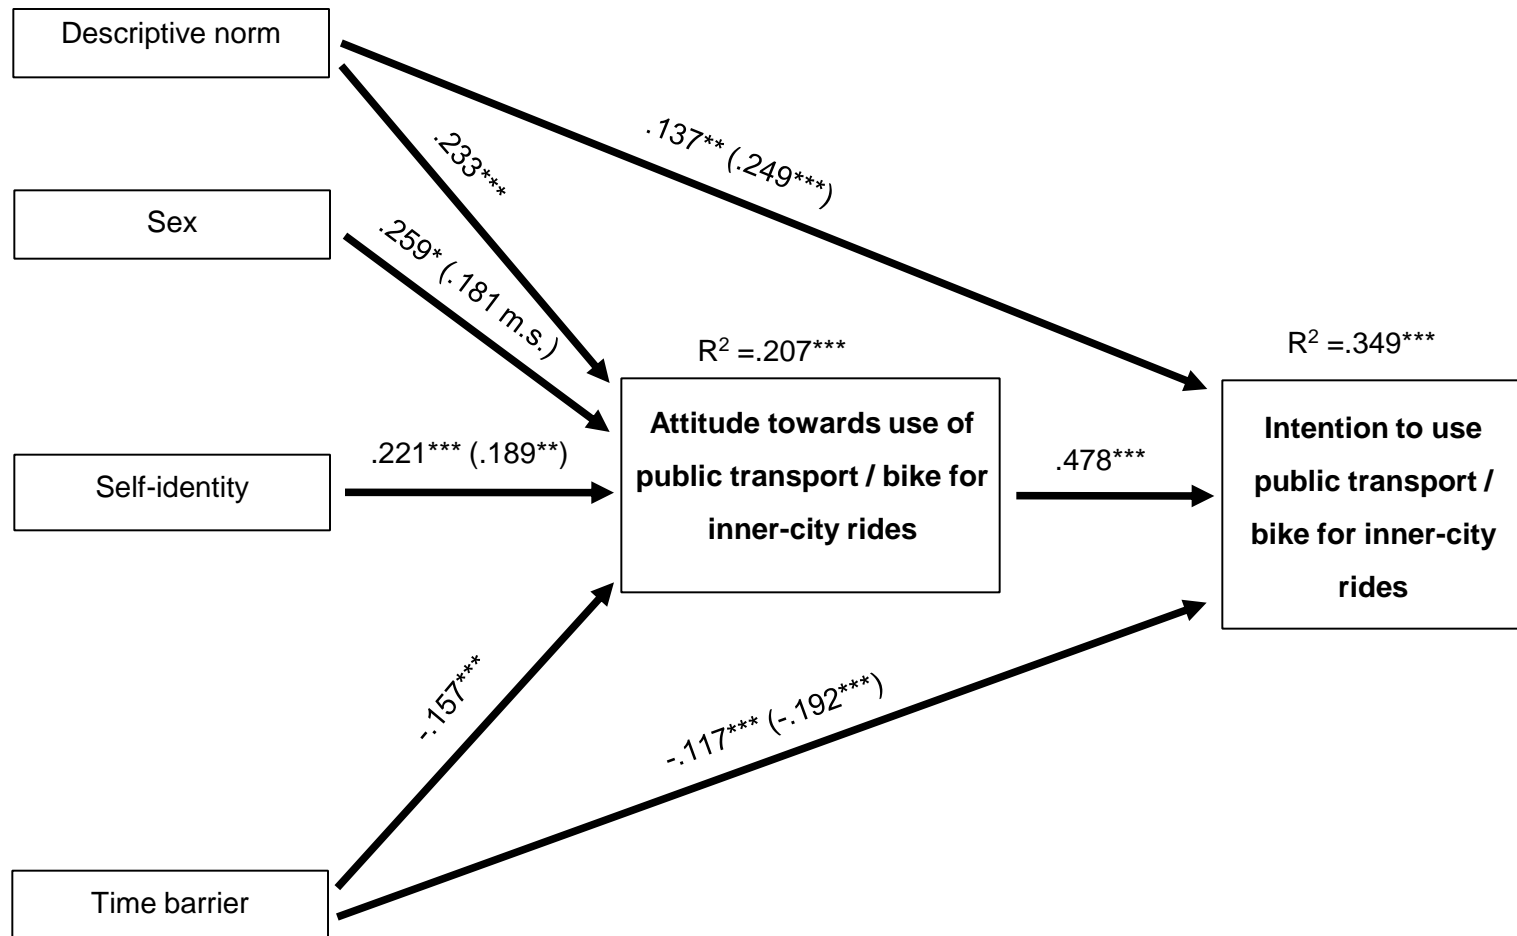 Descriptive norm
.137** (.249***)
.233***
Sex
.259* (.181 m.s.)
R² =.207***
R² =.349***
Attitude towards use of
public transport / bike for
inner-city rides
Intention to use
public transport /
bike for inner-city
rides
.221*** (.189**)
.478***
Self-identity
-.157***
-.117*** (-.192***)
Time barrier